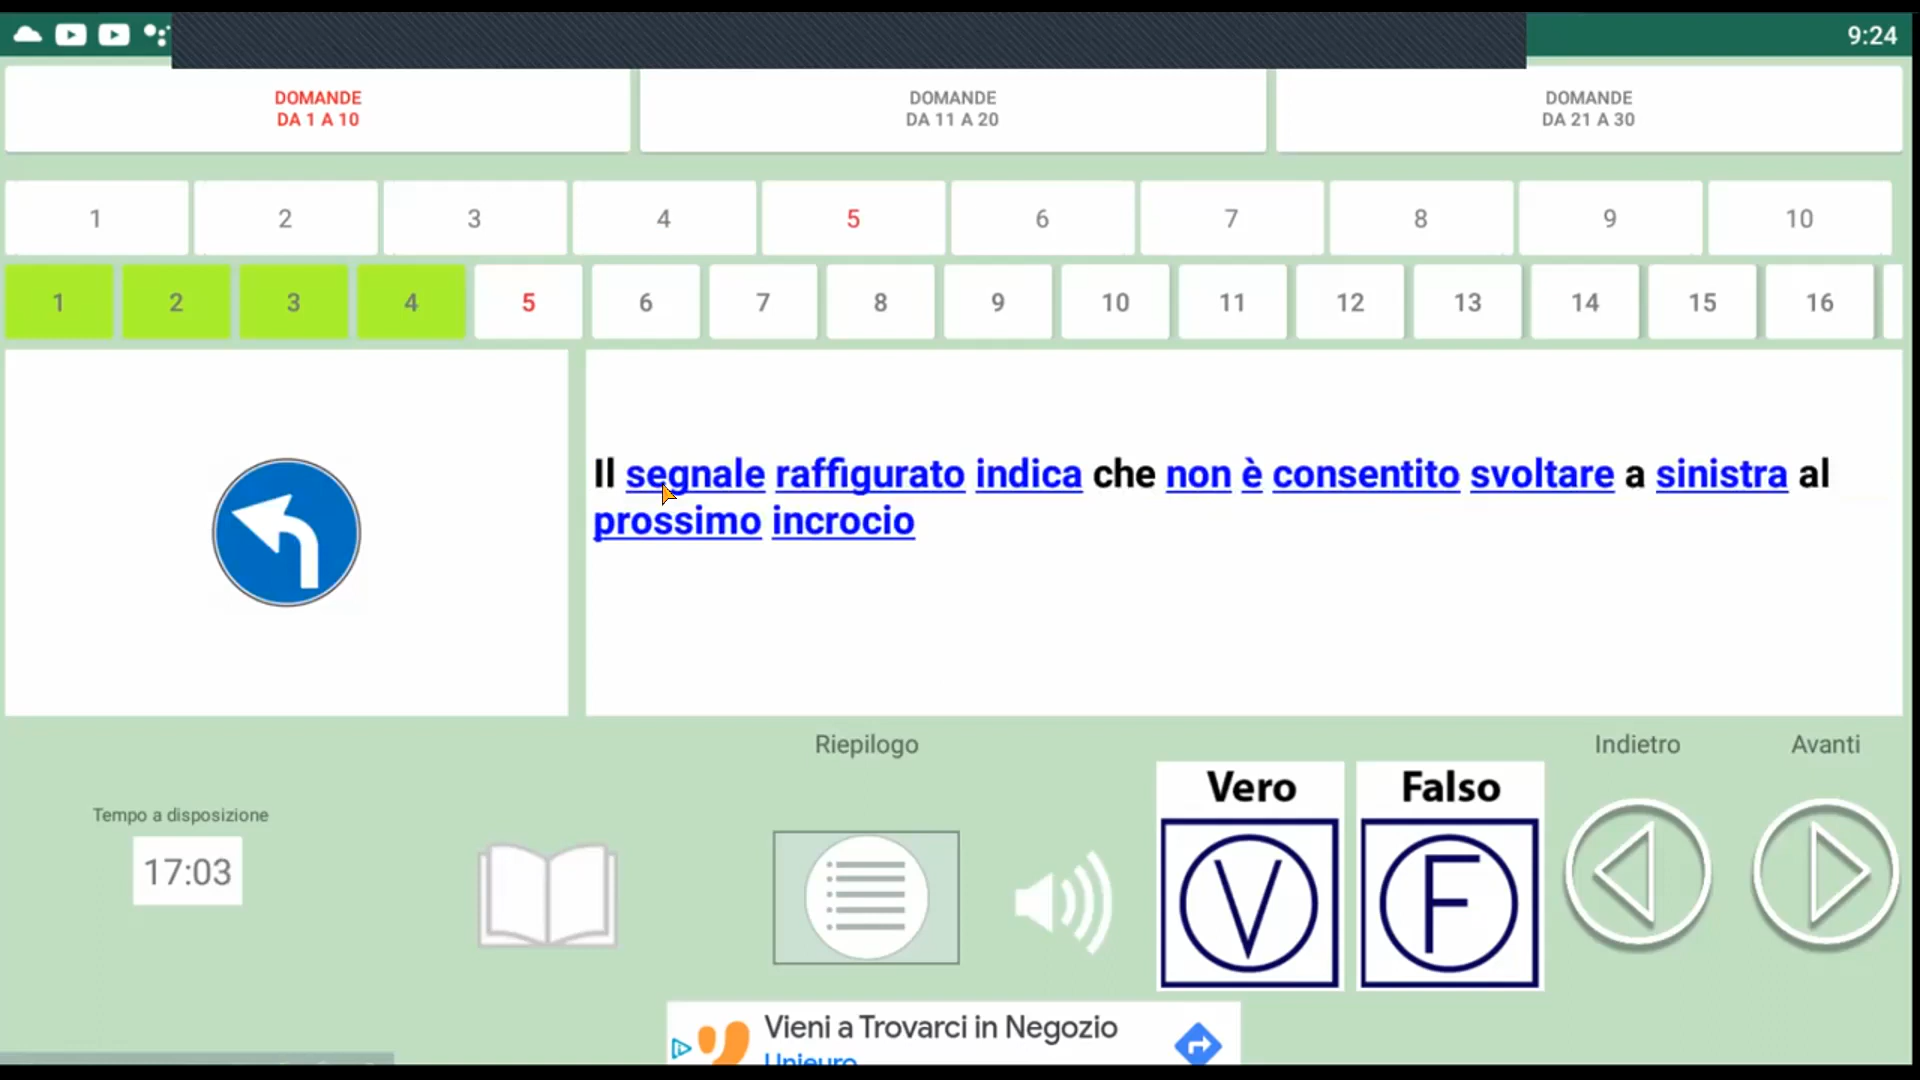 9:24
DOMANDE
DA 1 A 10
DOMANDE
DA 11 A 20
DOMANDE
DA 21 A 30
1 2 3 4 5 6 7 8 9 10
1 2 3 4 5 6 7 8 9 10 11 12 13 14 15 16
Il segnale raffigurato indica che non è consentito svoltare a sinistra al
prossimo incrocio
Riepilogo
Indietro
Avanti
Tempo a disposizione
17:03
Vero
V
Falso
F
Vieni a Trovarci in Negozio
Unieuro